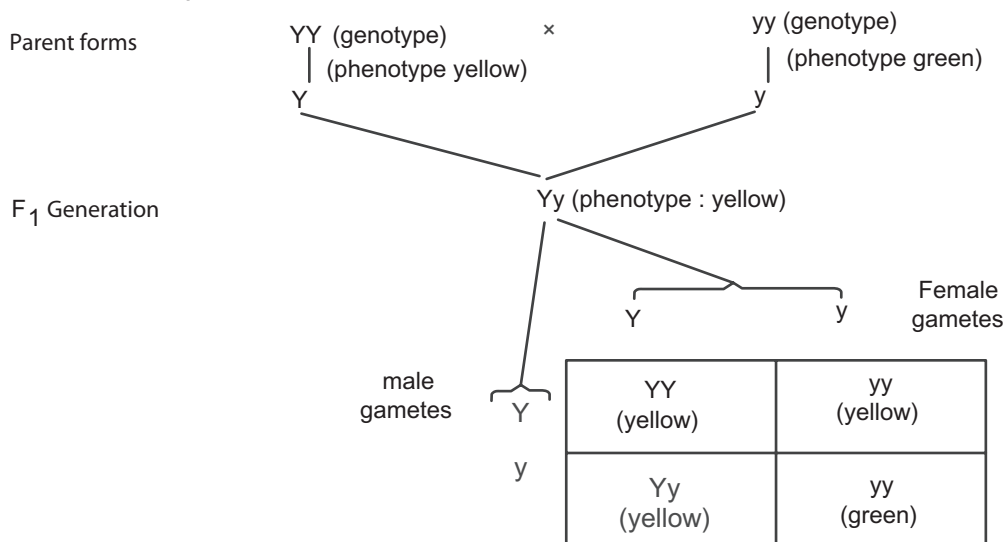 Parent forms
YY (genotype) × yy (genotype)
(phenotype yellow) (phenotype green)
Y y
F1 Generation
Yy (phenotype : yellow)
Y y
Female
gametes
male
gametes
Y
y
YY
(yellow)
yy
(yellow)
Yy
(yellow)
yy
(green)